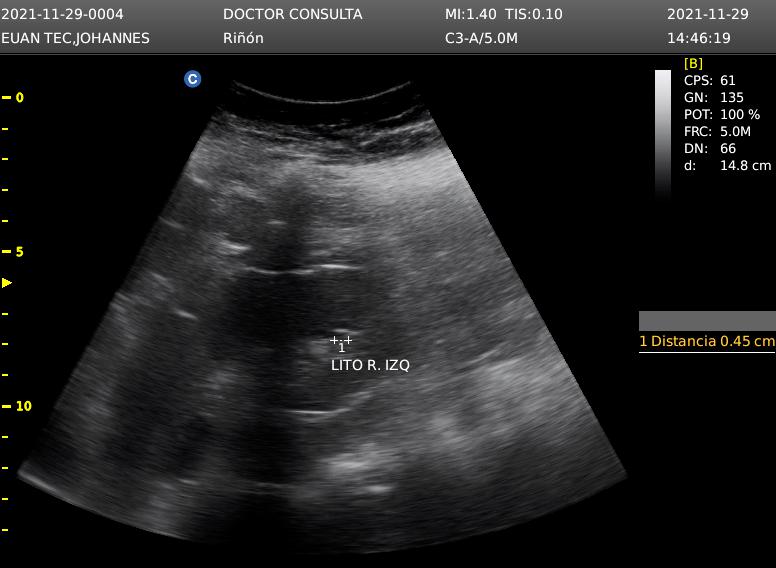 2021-11-29-0004 DOCTOR CONSULTA MI:1.40 TIS:0.10 2021-11-29
EUAN TEC,JOHANNES Riñón C3-A/5.0M 14:46:19
C
[B]
CPS: 61
GN: 135
POT: 100 %
FRC: 5.0M
DN: 66
d: 14.8 cm
0
5
10
1
LITO R. IZQ
1 Distancia 0.45 cm